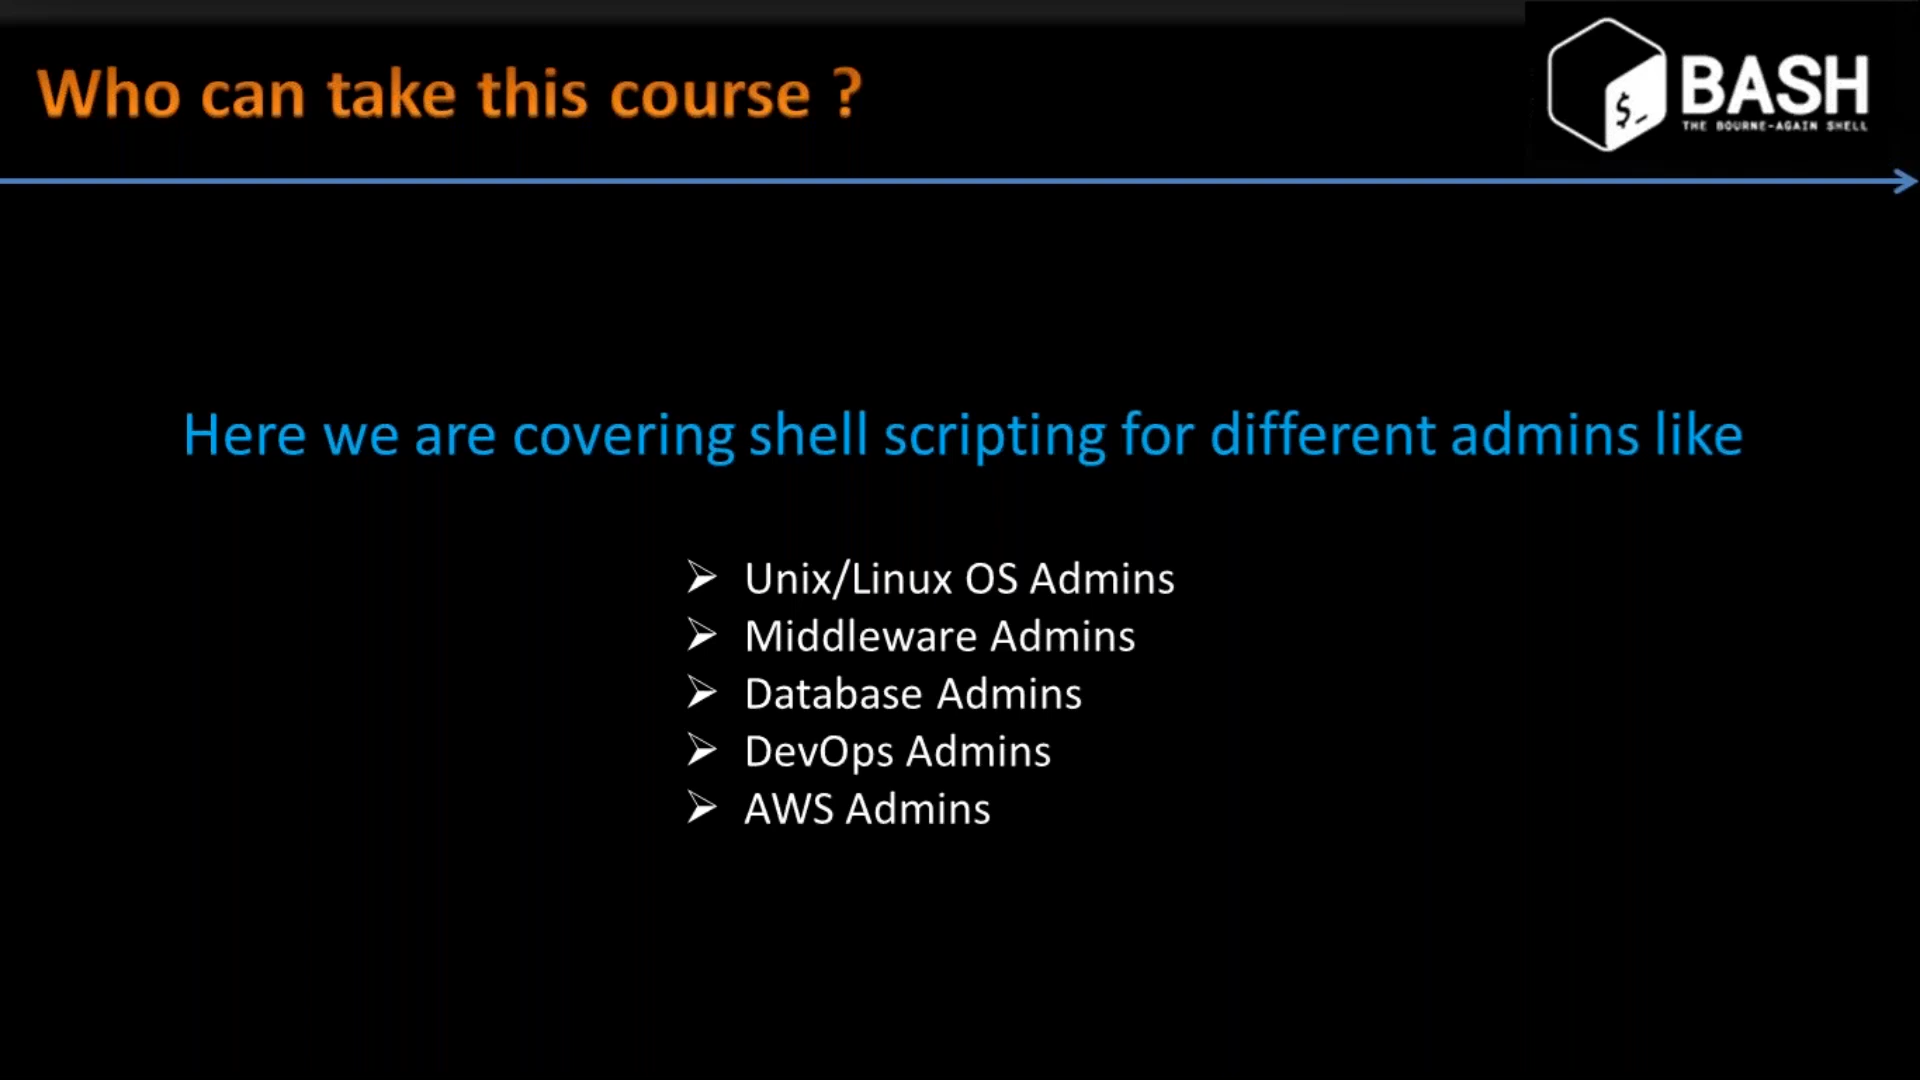 Who can take this course ?
$_
BASH
THE BOURNE-AGAIN SHELL
Here we are covering shell scripting for different admins like
➢ Unix/Linux OS Admins
➢ Middleware Admins
➢ Database Admins
➢ DevOps Admins
➢ AWS Admins